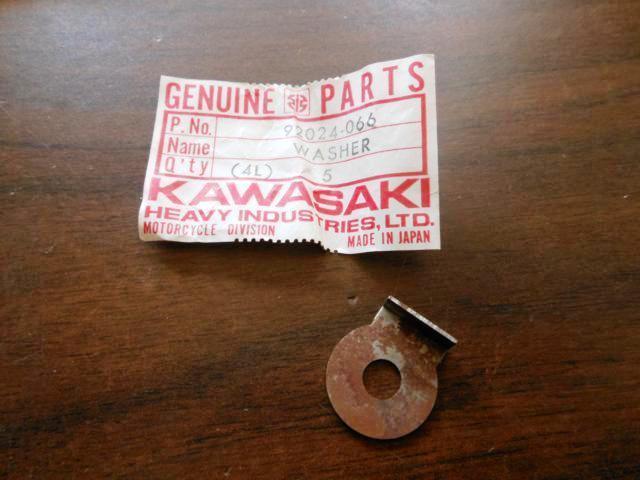 GENUINE PARTS
P. No. 92024-066
Name WASHER
Q'ty (4L) 5
KAWASAKI
HEAVY INDUSTRIES, LTD.
MOTORCYCLE DIVISION MADE IN JAPAN